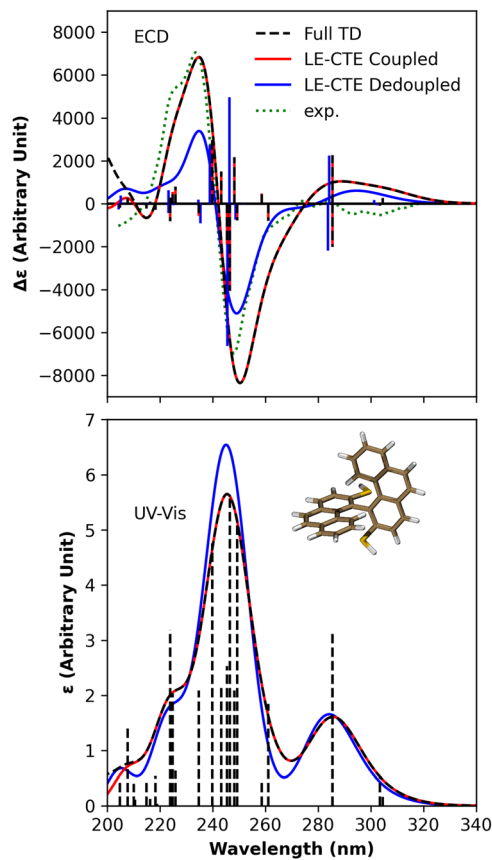 ECD
Full TD
LE-CTE Coupled
LE-CTE Dedoupled
exp.
8000
6000
4000
2000
0
−2000
−4000
−6000
−8000
Δε (Arbitrary Unit)
UV-Vis
7
6
5
4
3
2
1
0
ε (Arbitrary Unit)
200 220 240 260 280 300 320 340
Wavelength (nm)